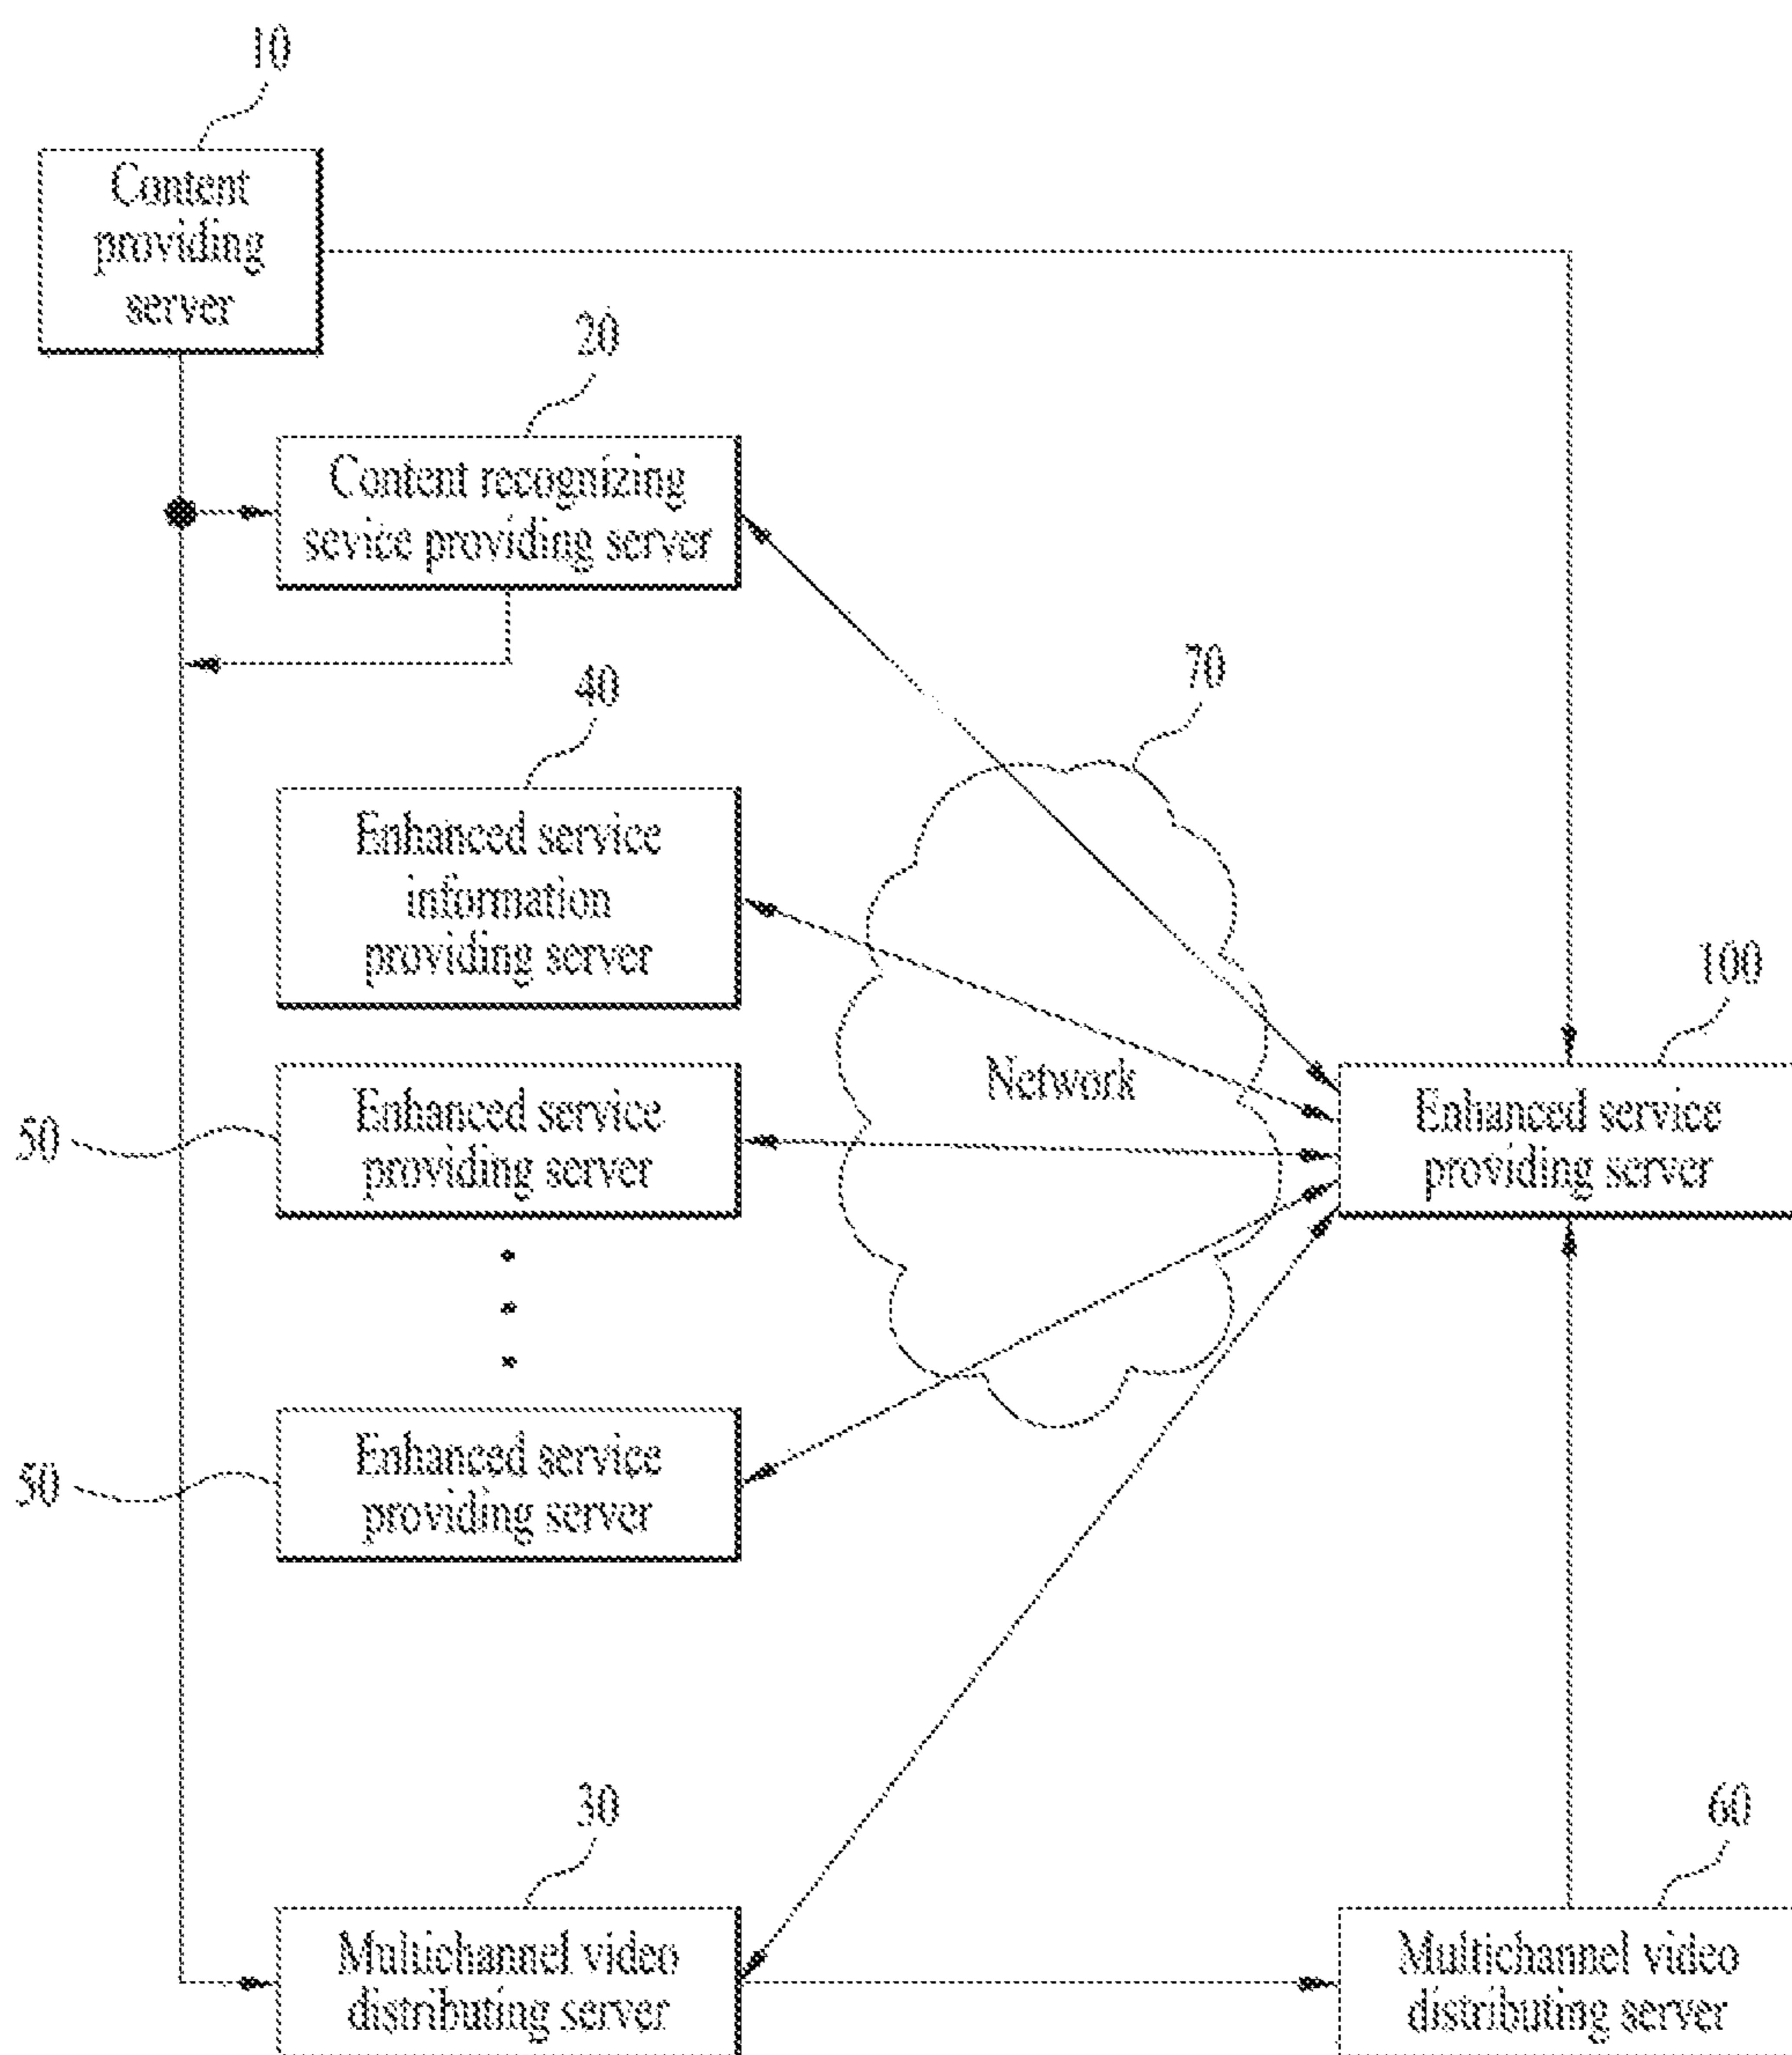 10
Content
providing
server
20
Content recognizing
sevice providing server
40
Enhanced service
information
providing server
70
Network
100
Enhanced service
providing server
50
Enhanced service
providing server
50
Enhanced service
providing server
30
Multichannel video
distributing server
60
Multichannel video
distributing server